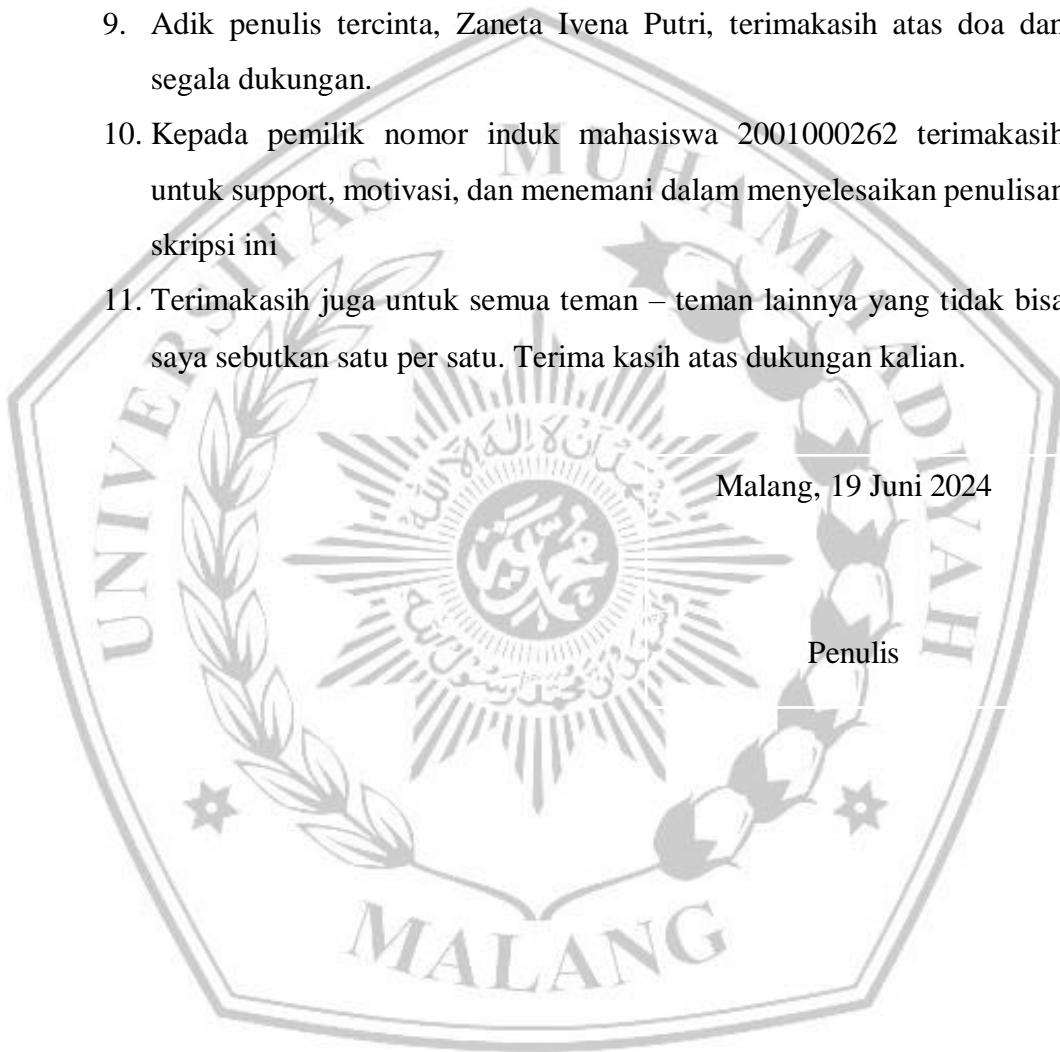 9. Adik penulis tercinta, Zaneta Ivena Putri, terimakasih atas doa dan
segala dukungan.
10. Kepada pemilik nomor induk mahasiswa 2001000262 terimakasih
untuk support, motivasi, dan menemani dalam menyelesaikan penulisan
skripsi ini
11. Terimakasih juga untuk semua teman – teman lainnya yang tidak bisa
saya sebutkan satu per satu. Terima kasih atas dukungan kalian.
Malang, 19 Juni 2024
Penulis
UNIVERSITAS MUHAMMADIYAH
MALANG